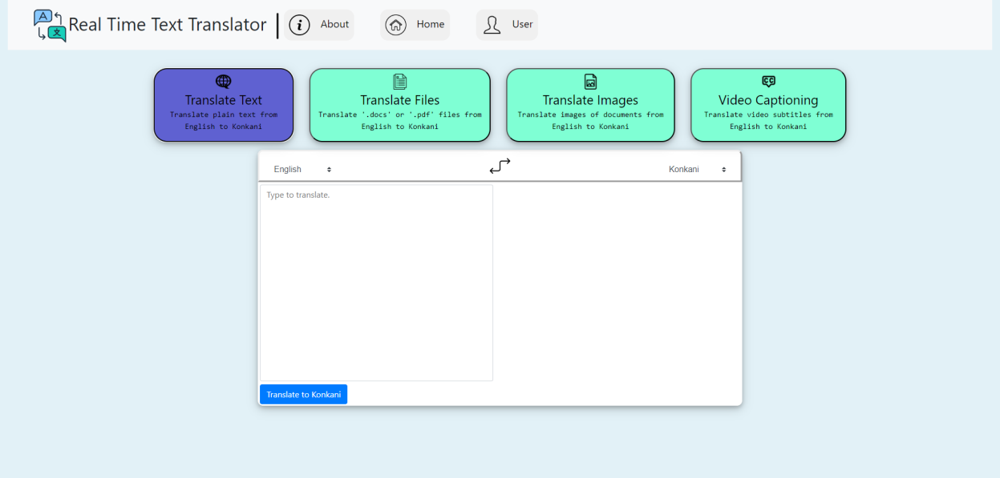 A
文
Real Time Text Translator
About
Home
User
Translate Text
Translate plain text from
English to Konkani
Translate Files
Translate '.docs' or '.pdf' files from
English to Konkani
Translate Images
Translate images of documents from
English to Konkani
CC
Video Captioning
Translate video subtitles from
English to Konkani
English
Konkani
Type to translate.
Translate to Konkani